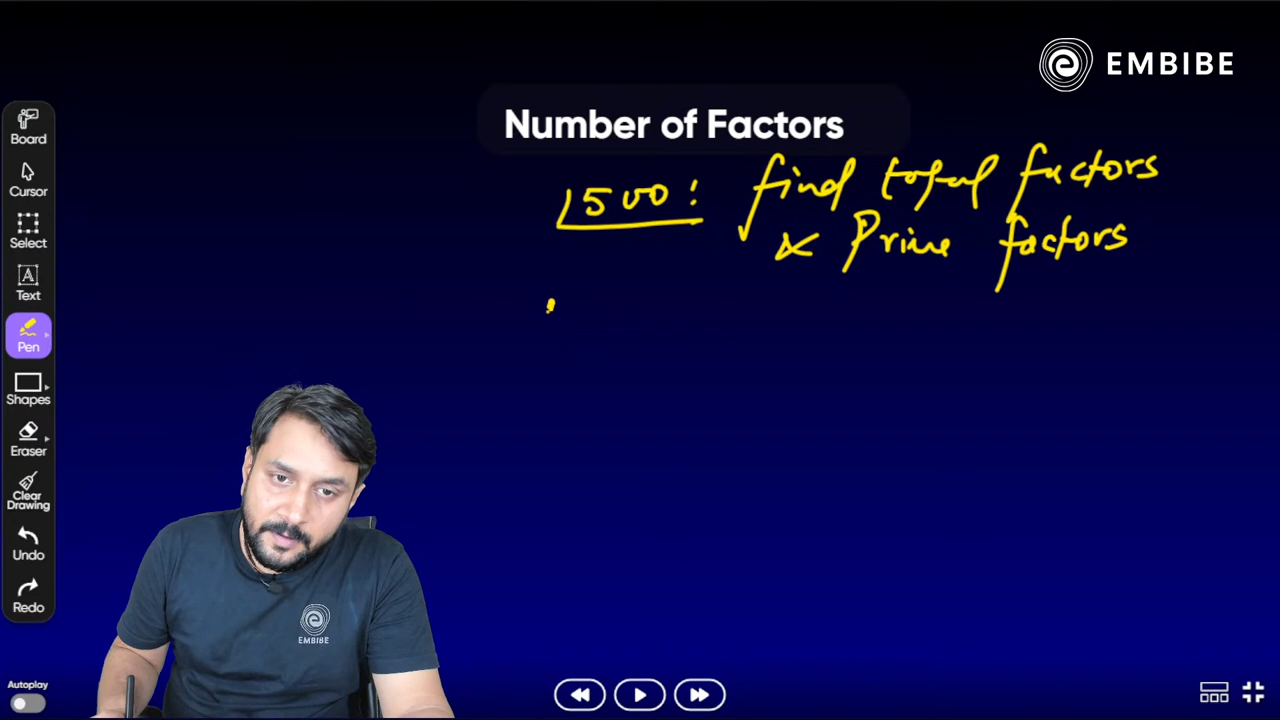 EMBIBE
Number of Factors
1500 : find total factors
& Prime factors
Board
Cursor
Select
A
Text
Pen
Shapes
Eraser
Clear
Drawing
Undo
Redo
Autoplay
e
EMBIBE